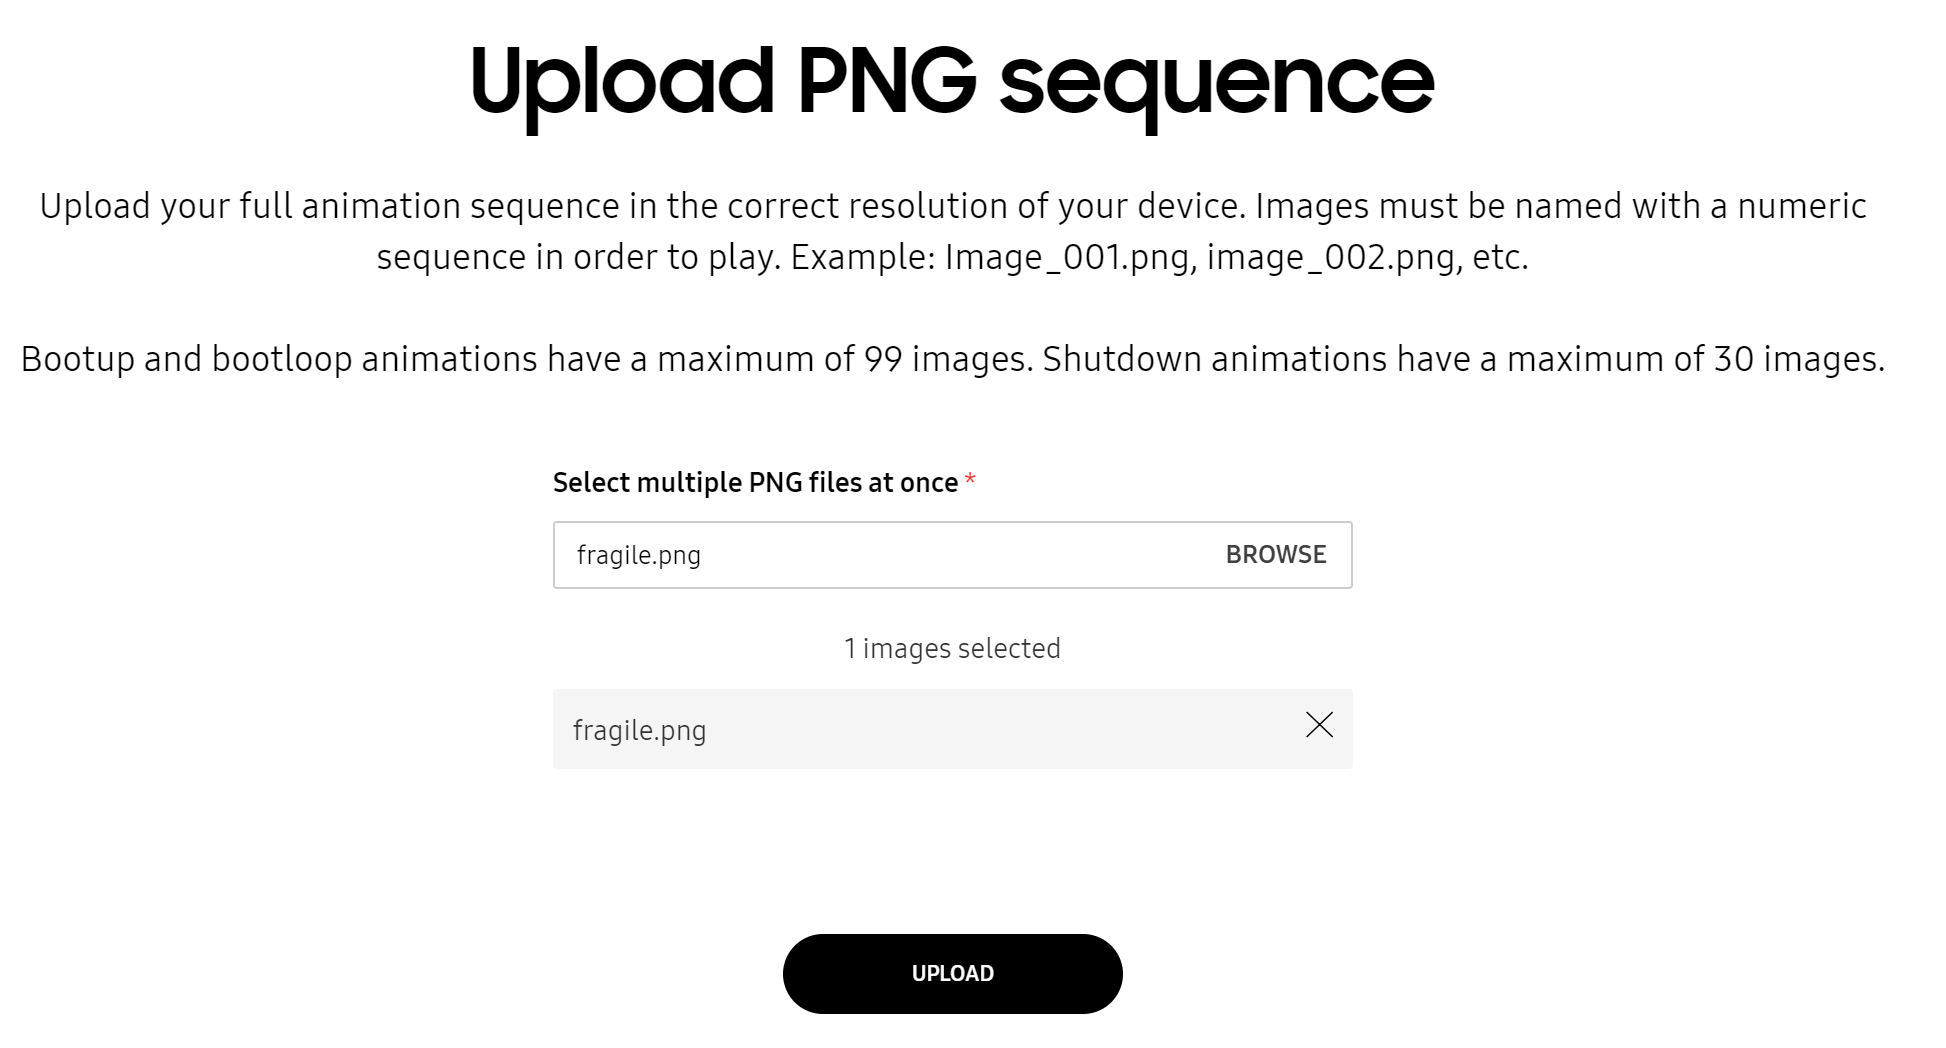 Upload PNG sequence
Upload your full animation sequence in the correct resolution of your device. Images must be named with a numeric
sequence in order to play. Example: Image_001.png, image_002.png, etc.
Bootup and bootloop animations have a maximum of 99 images. Shutdown animations have a maximum of 30 images.
Select multiple PNG files at once *
fragile.png BROWSE
1 images selected
fragile.png
UPLOAD